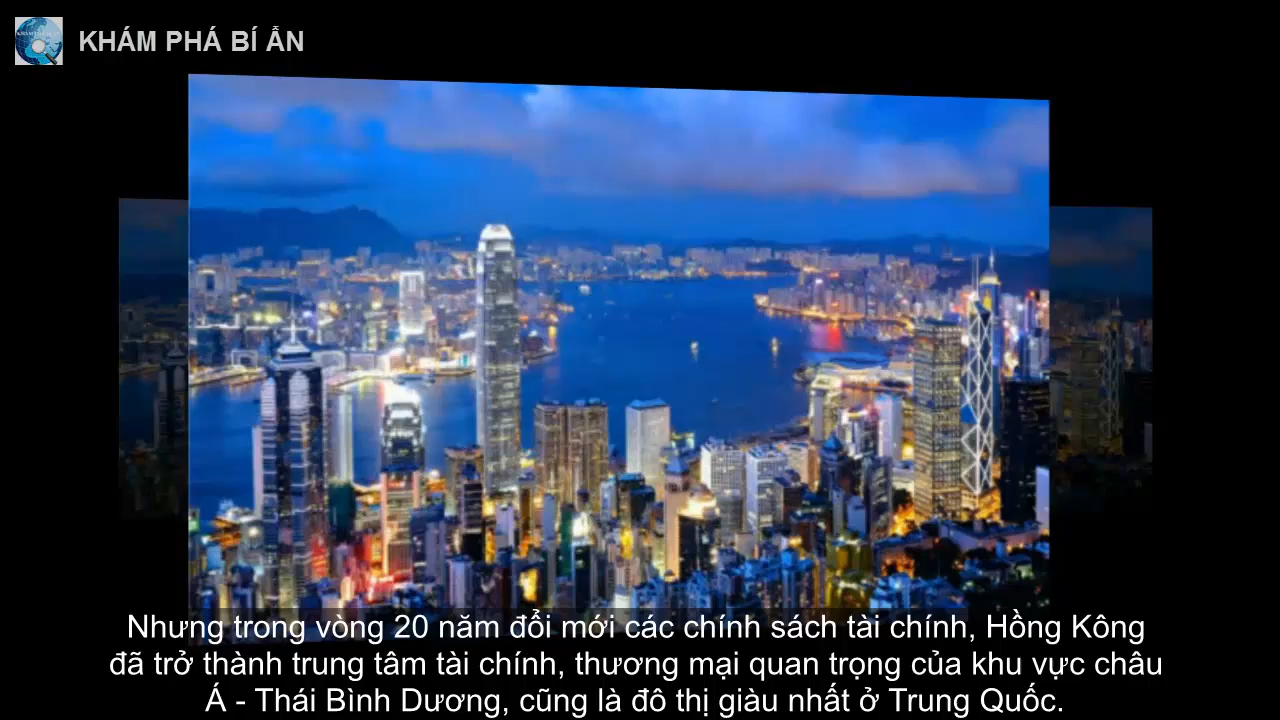 KHÁM PHÁ BÍ ẨN
Nhưng trong vòng 20 năm đổi mới các chính sách tài chính, Hồng Kông
đã trở thành trung tâm tài chính, thương mại quan trọng của khu vực châu
Á - Thái Bình Dương, cũng là đô thị giàu nhất ở Trung Quốc.